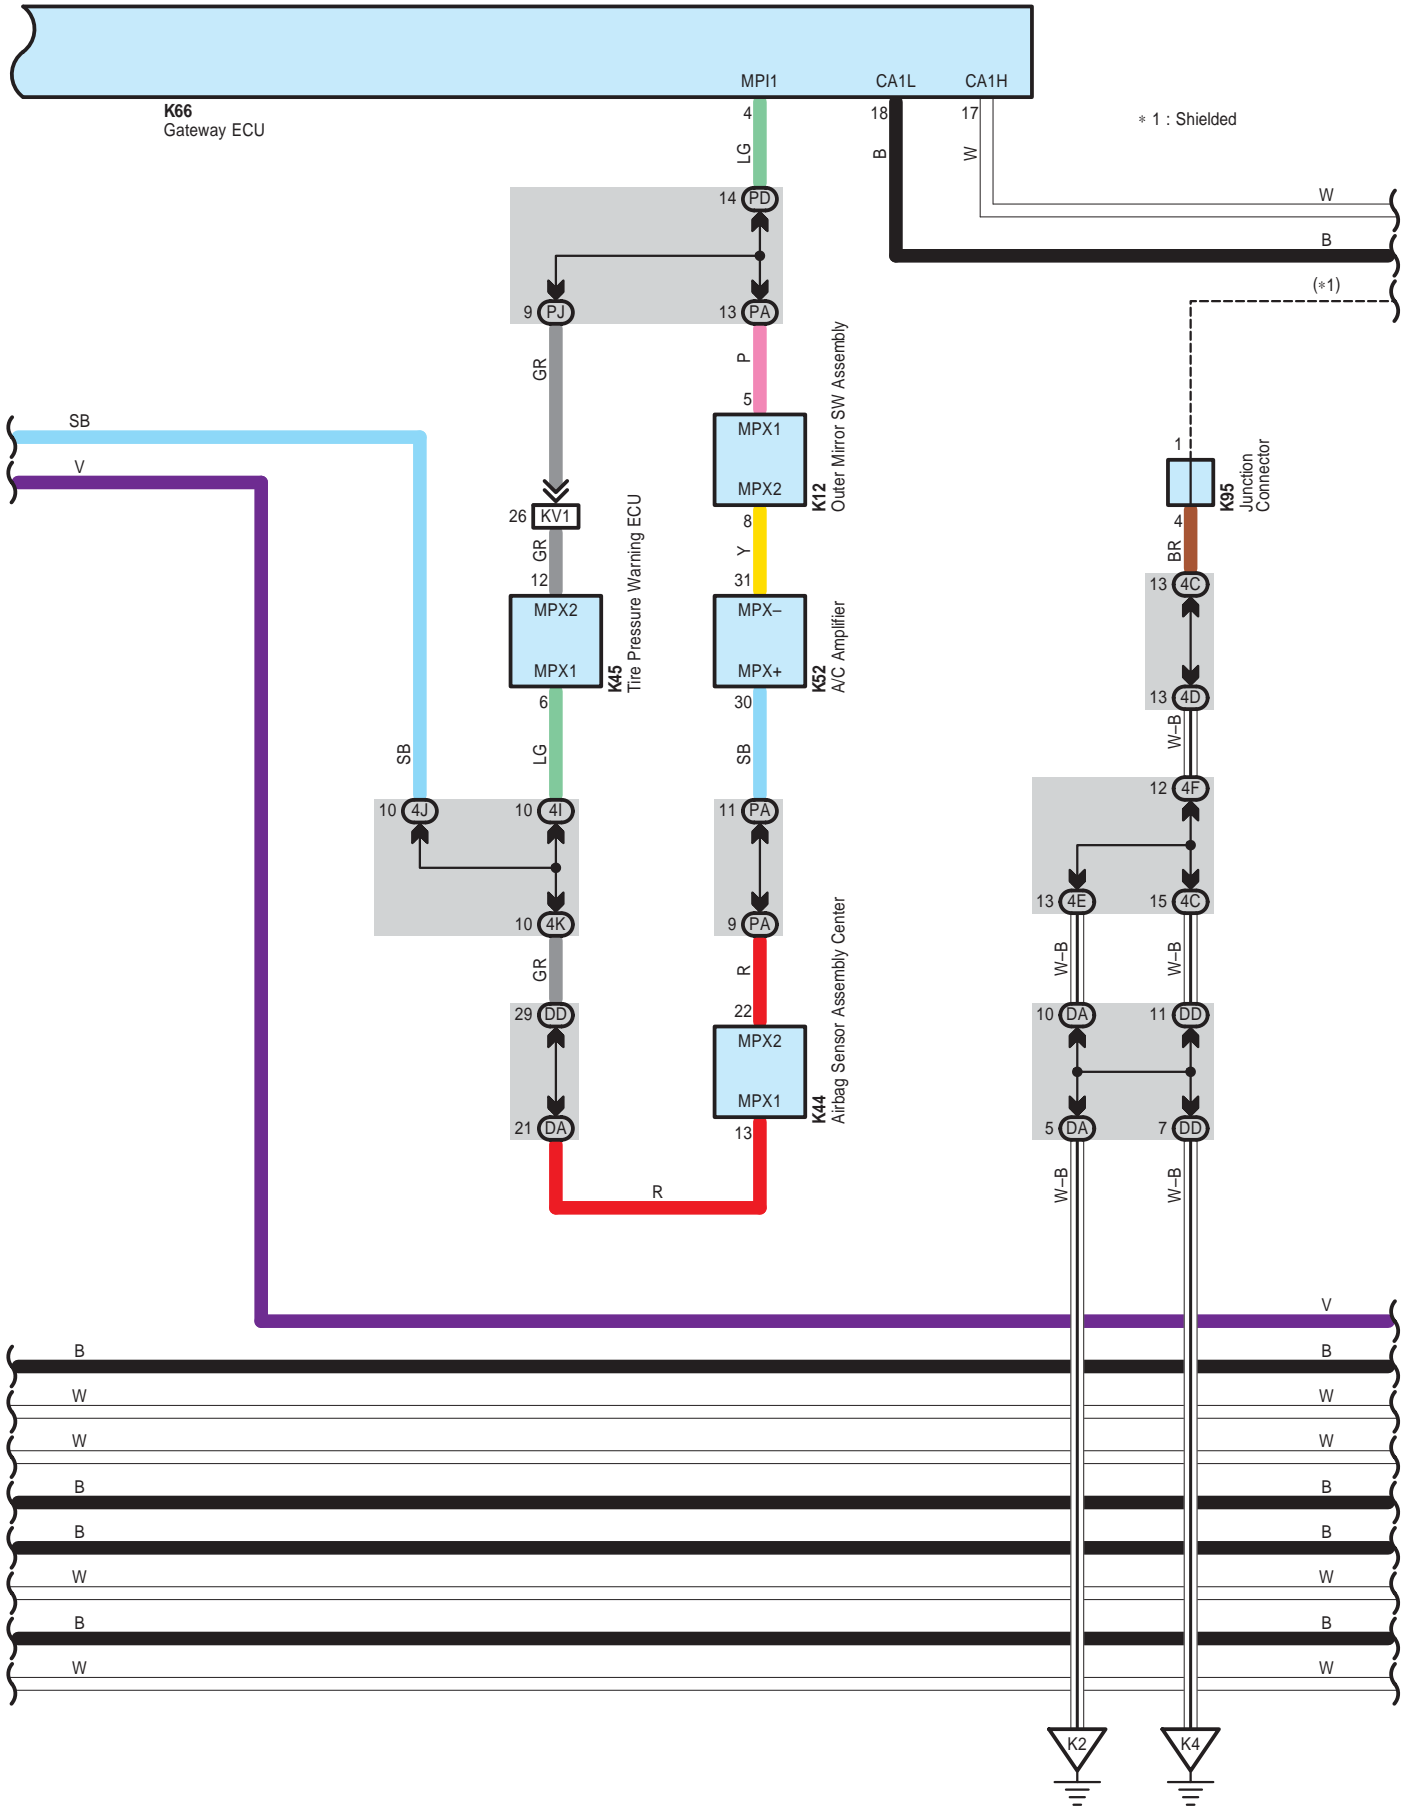 MPI1 CA1L CA1H
K66
Gateway ECU
4 18 17
∗ 1 : Shielded
LG B W
W
14 PD
B
(∗1)
9 PJ 13 PA
GR P
5
MPX1
MPX2
K12
Outer Mirror SW Assembly
SB
V
1
K95
Junction
Connector
4
26 KV1
8
GR Y BR
12 31
13 4C
MPX2
MPX1
K45
Tire Pressure Warning ECU
MPX–
MPX+
K52
A/C Amplifier
6 30
13 4D
SB LG SB W–B
12 4F
10 4J 10 4I 11 PA
13 4E 15 4C
10 4K 9 PA
GR R W–B W–B
29 DD 22 10 DA 11 DD
MPX2
MPX1
K44
Airbag Sensor Assembly Center
21 DA 13 5 DA 7 DD
R W–B W–B
V
B B
W W
W W
B B
B B
W W
B B
W W
K2 K4